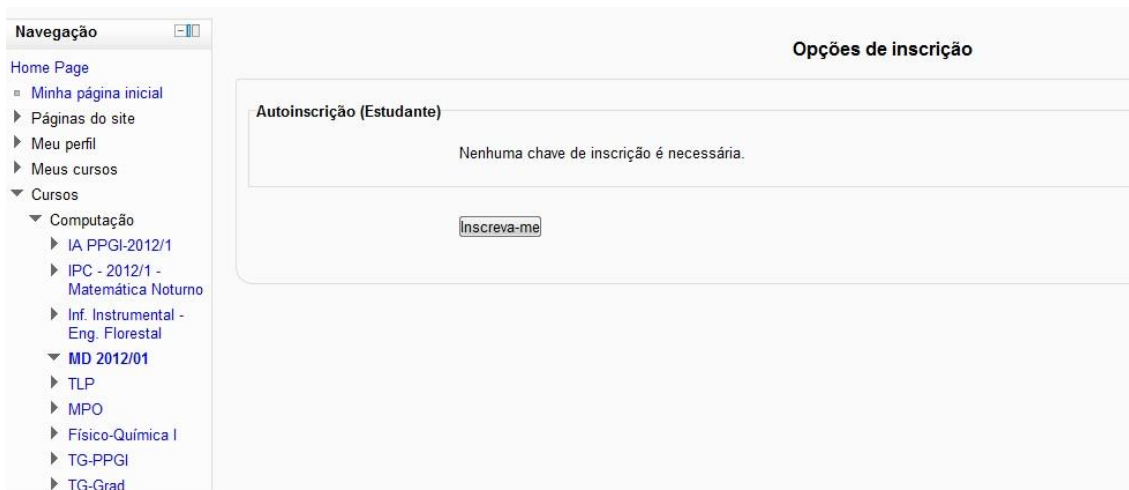 Navegação
Home Page
Minha página inicial
Páginas do site
Meu perfil
Meus cursos
Cursos
Computação
IA PPGI-2012/1
IPC - 2012/1 -
Matemática Noturno
Inf. Instrumental -
Eng. Florestal
MD 2012/01
TLP
MPO
Físico-Química I
TG-PPGI
TG-Grad
Opções de inscrição
Autoinscrição (Estudante)
Nenhuma chave de inscrição é necessária.
Inscreva-me